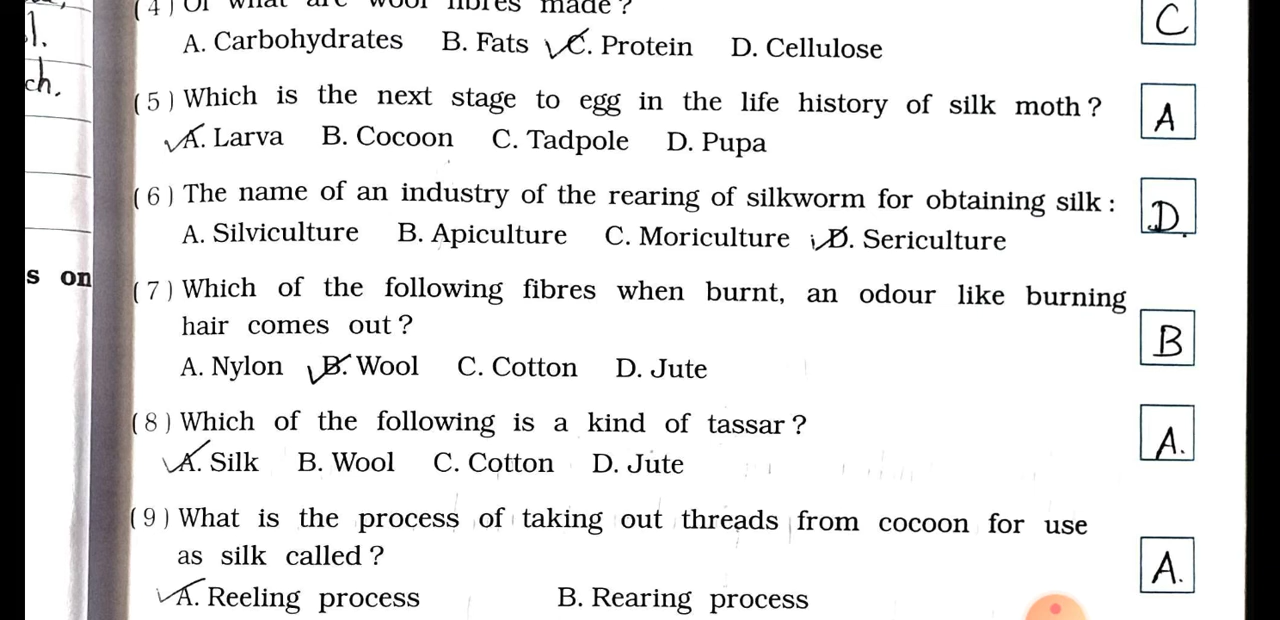 1.
ch.
s on
(4) Of what are wool fibres made?
A. Carbohydrates B. Fats C. Protein D. Cellulose C
(5) Which is the next stage to egg in the life history of silk moth?
A. Larva B. Cocoon C. Tadpole D. Pupa A
(6) The name of an industry of the rearing of silkworm for obtaining silk:
A. Silviculture B. Apiculture C. Moriculture D. Sericulture D.
(7) Which of the following fibres when burnt, an odour like burning
hair comes out?
A. Nylon B. Wool C. Cotton D. Jute B
(8) Which of the following is a kind of tassar?
A. Silk B. Wool C. Cotton D. Jute A.
(9) What is the process of taking out threads from cocoon for use
as silk called?
A. Reeling process B. Rearing process A.